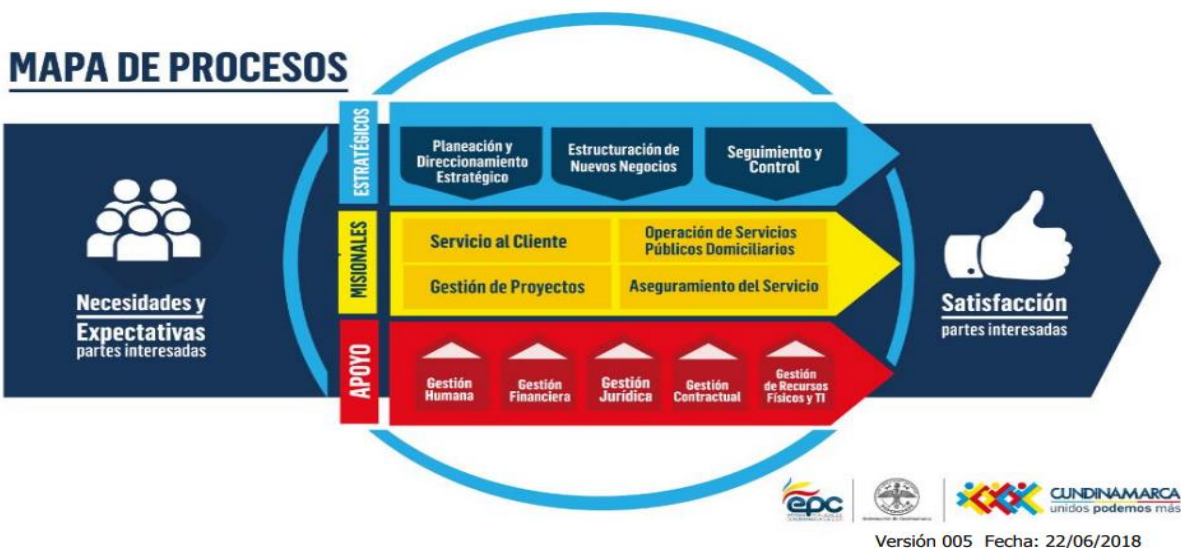 MAPA DE PROCESOS
ESTRATÉGICOS
Planeación y
Direccionamiento
Estratégico
Estructuración de
Nuevos Negocios
Seguimiento y
Control
MISIONALES
Servicio al Cliente
Operación de Servicios
Públicos Domiciliarios
Gestión de Proyectos
Aseguramiento del Servicio
APOYO
Gestión
Humana
Gestión
Financiera
Gestión
Jurídica
Gestión
Contractual
Gestión
de Recursos
Físicos y TI
Necesidades y
Expectativas
partes interesadas
Satisfacción
partes interesadas
epc
CUNDINAMARCA
unidos podemos más
Versión 005 Fecha: 22/06/2018